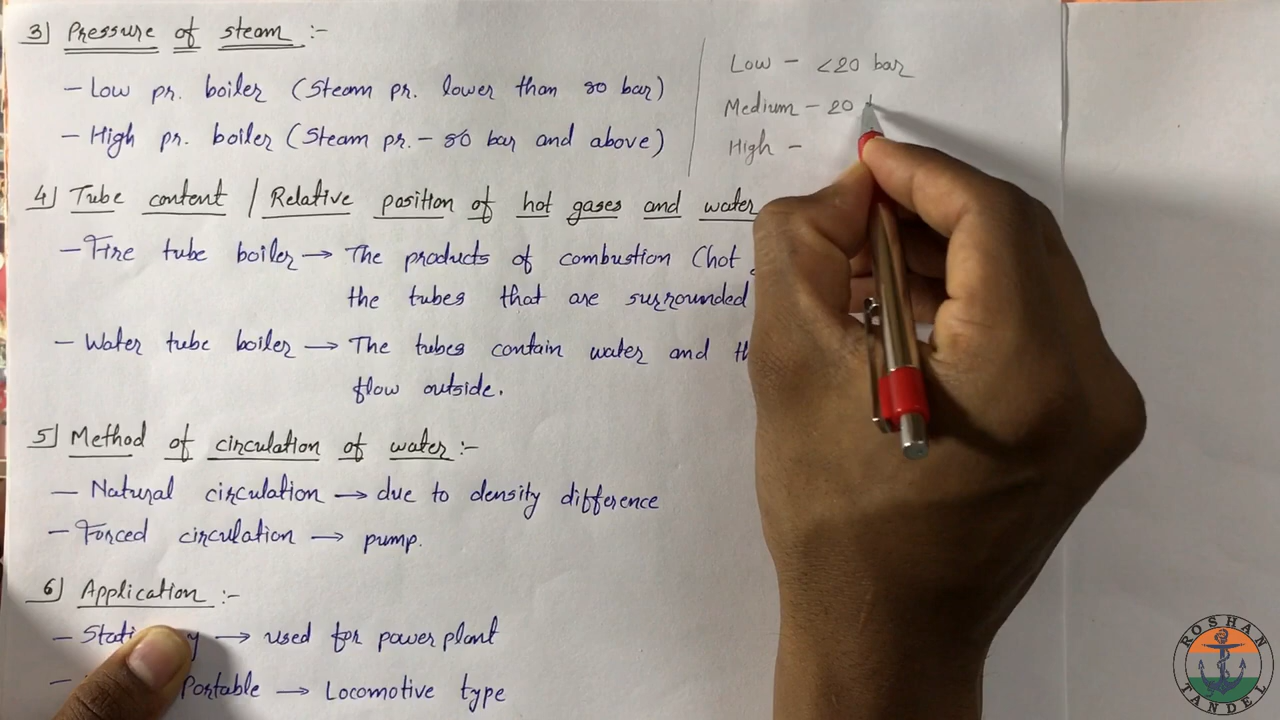 3) Pressure of steam :-
- Low pr. boiler (Steam pr. lower than 80 bar)
- High pr. boiler (Steam pr. - 80 bar and above)
Low - <20 bar
Medium - 20
High -
4) Tube content / Relative position of hot gases and water
- Fire tube boiler → The products of combustion (hot
the tubes that are surrounded
- Water tube boiler → The tubes contain water and
flow outside.
5) Method of circulation of water :-
- Natural circulation → due to density difference
- Forced circulation → pump.
6) Application :-
- → used for power plant
- Portable → Locomotive type
ROSHAN
TANDEL